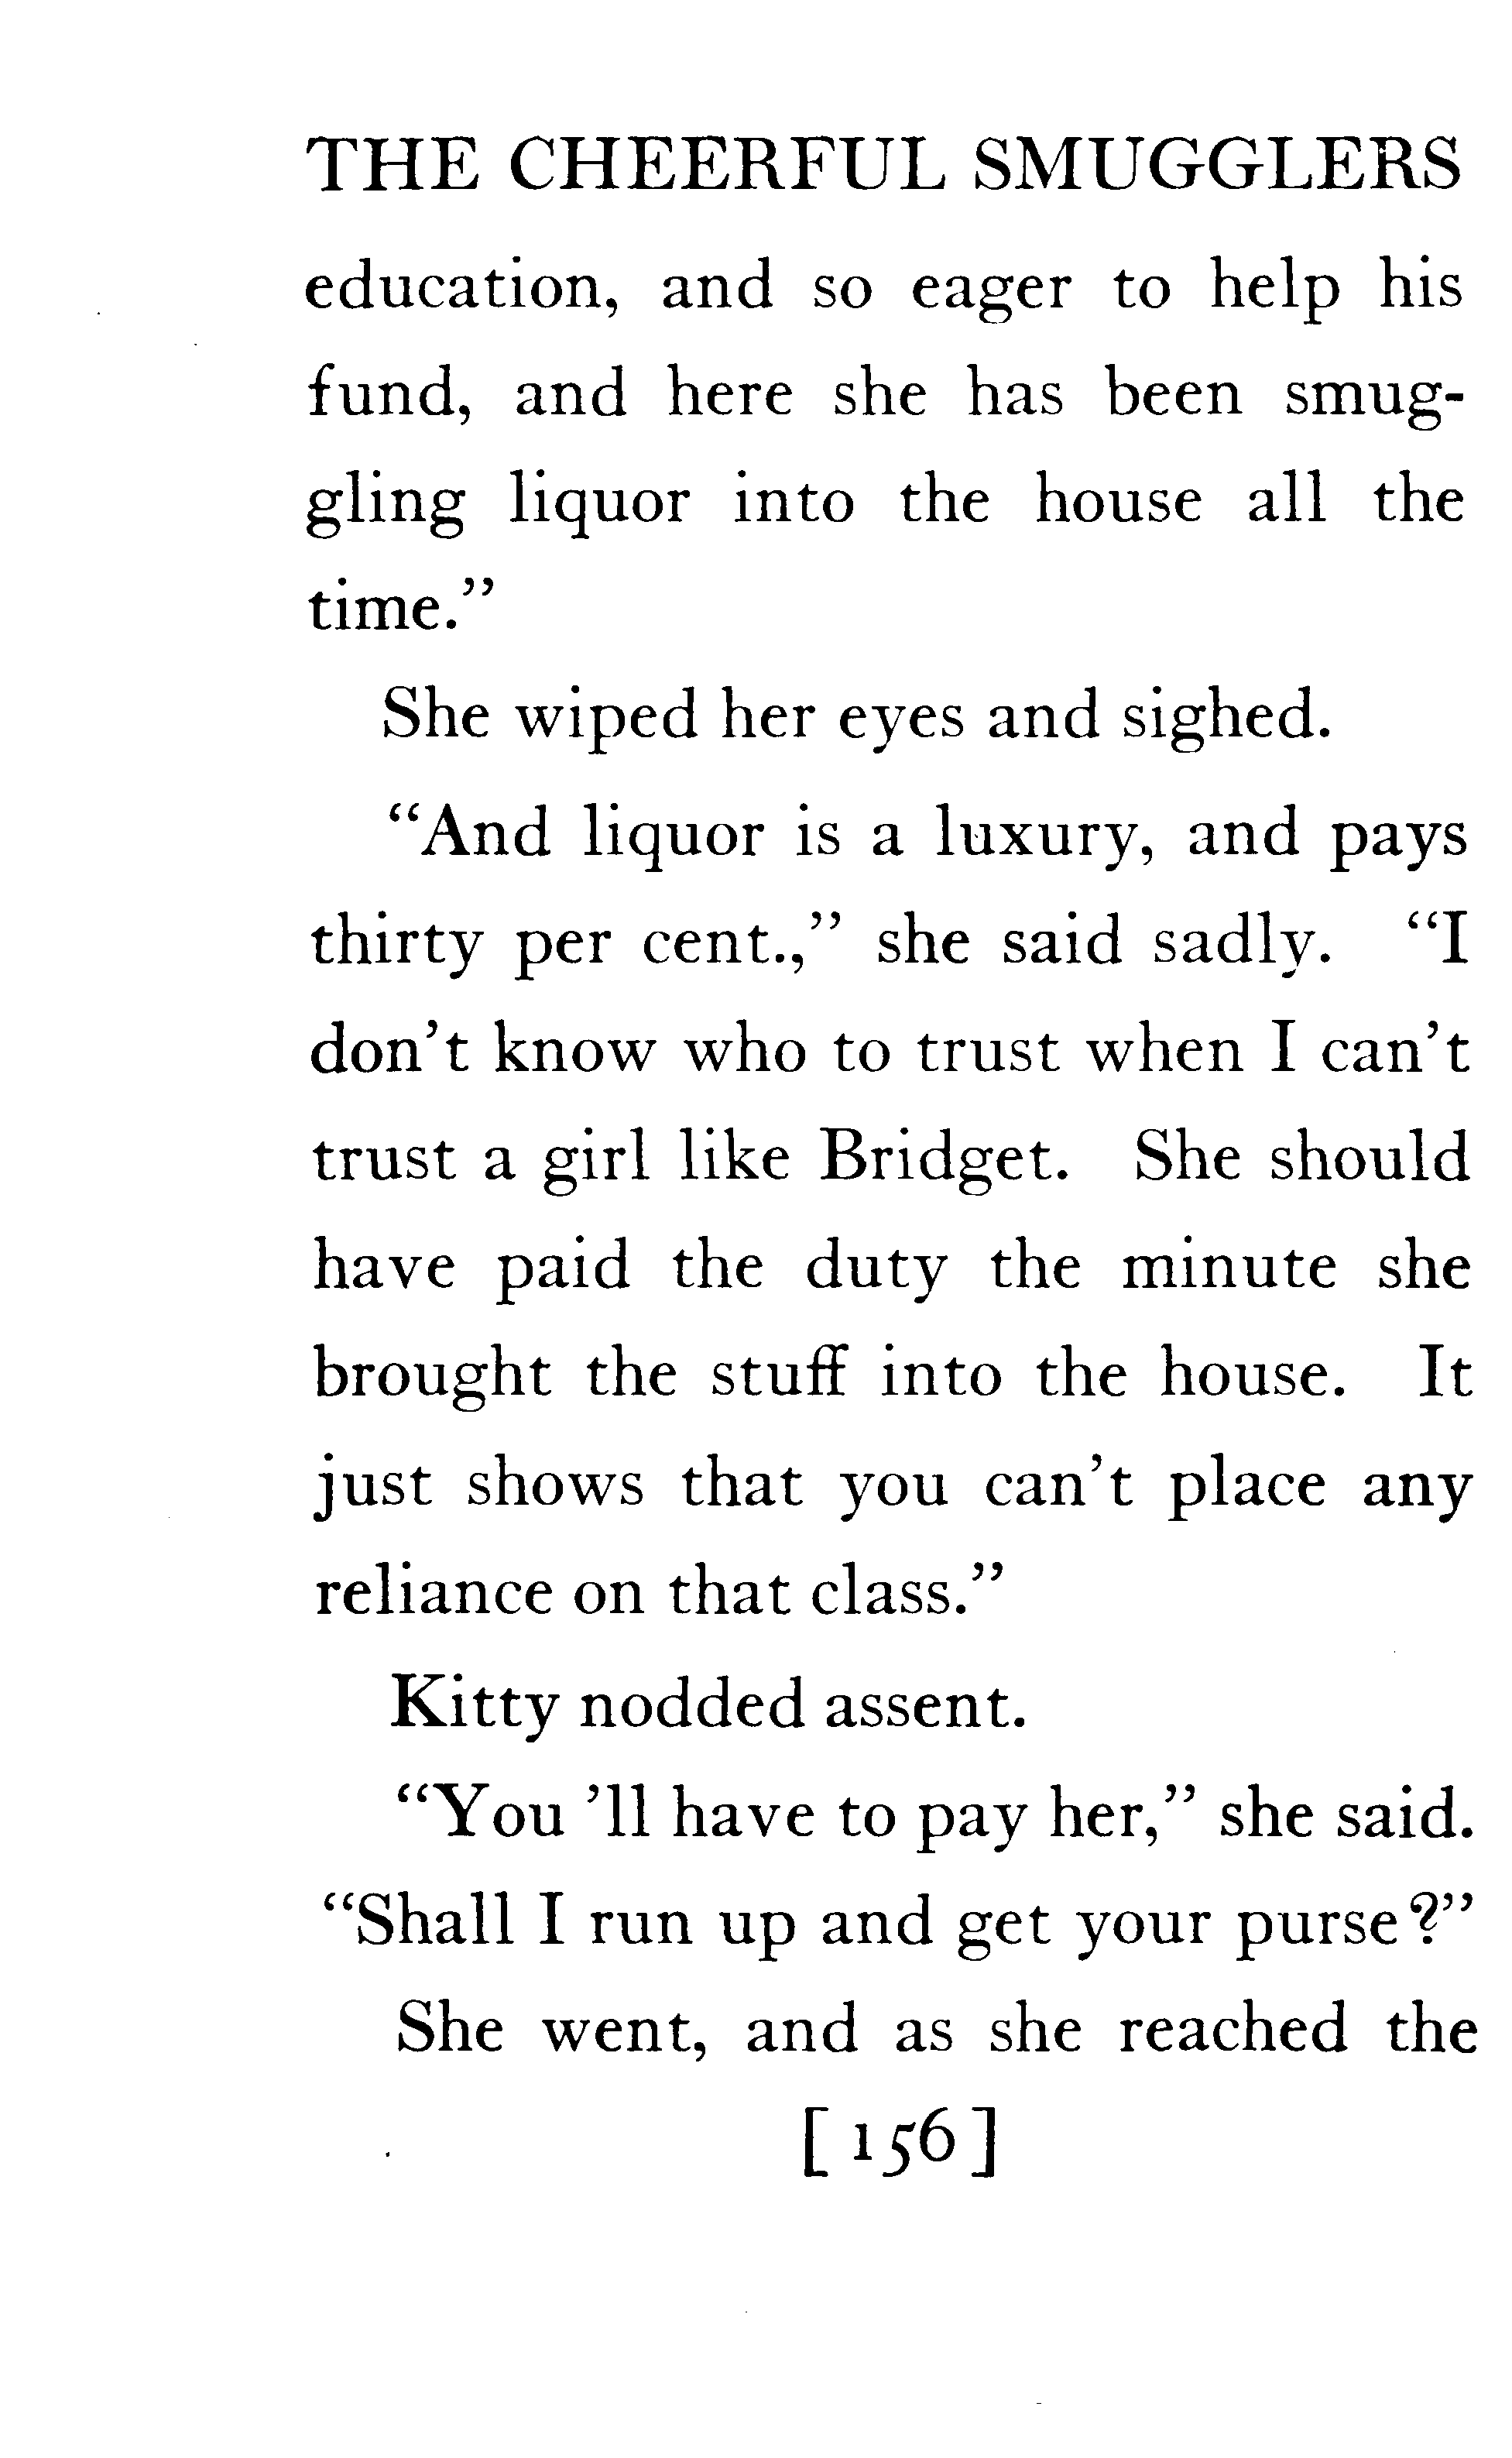 THE CHEERFUL SMUGGLERS
education, and so eager to help his
fund, and here she has been smug-
gling liquor into the house all the
time.”
She wiped her eyes and sighed.
“And liquor is a luxury, and pays
thirty per cent.,” she said sadly. “I
don’t know who to trust when I can’t
trust a girl like Bridget. She should
have paid the duty the minute she
brought the stuff into the house. It
just shows that you can’t place any
reliance on that class.”
Kitty nodded assent.
“You ’ll have to pay her,” she said.
“Shall I run up and get your purse?”
She went, and as she reached the
[156]